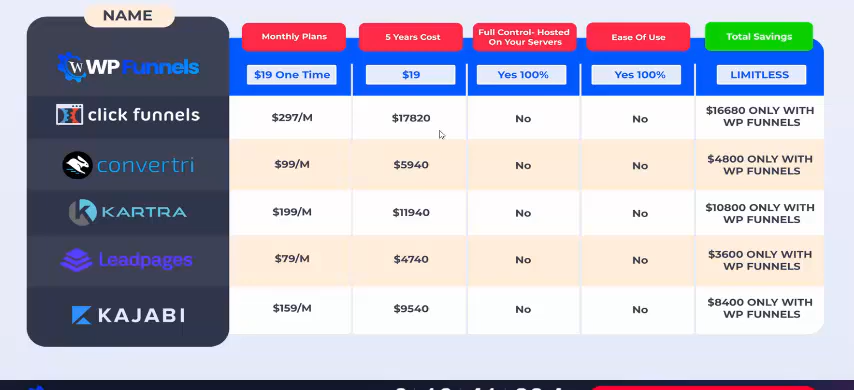 NAME
Monthly Plans
5 Years Cost
Full Control- Hosted
On Your Servers
Ease Of Use
Total Savings
WPFunnels
$19 One Time
$19
Yes 100%
Yes 100%
LIMITLESS
click funnels
$297/M
$17820
No
No
$16680 ONLY WITH
WP FUNNELS
convertri
$99/M
$5940
No
No
$4800 ONLY WITH
WP FUNNELS
KARTRA
$199/M
$11940
No
No
$10800 ONLY WITH
WP FUNNELS
Leadpages
$79/M
$4740
No
No
$3600 ONLY WITH
WP FUNNELS
KAJABI
$159/M
$9540
No
No
$8400 ONLY WITH
WP FUNNELS